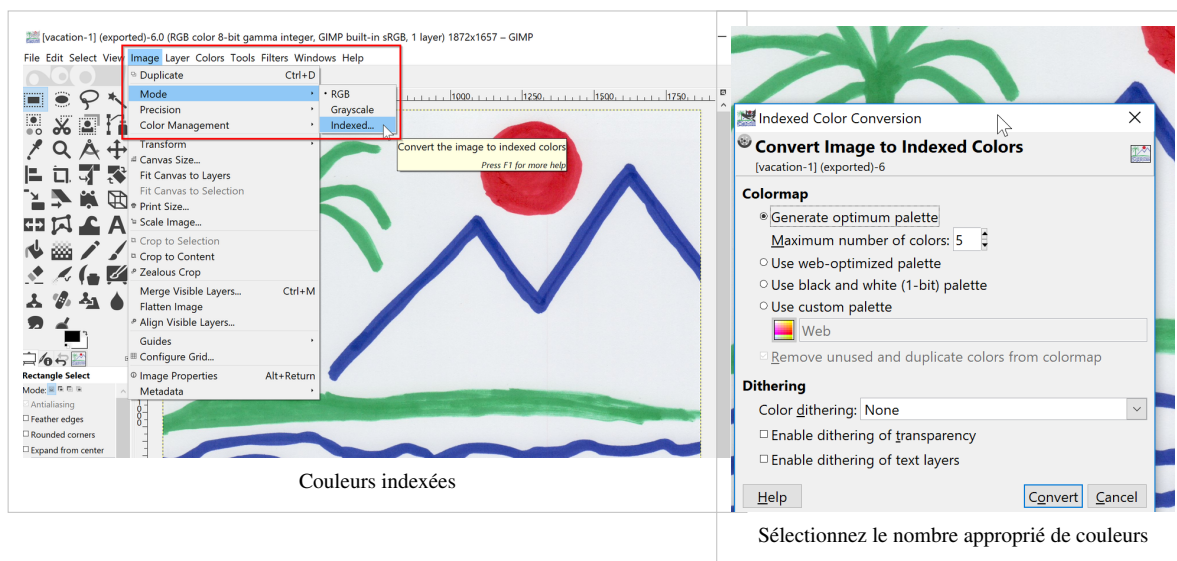 [vacation-1] (exported)-6.0 (RGB color 8-bit gamma integer, GIMP built-in sRGB, 1 layer) 1872x1657 – GIMP
File Edit Select View Image Layer Colors Tools Filters Windows Help
Duplicate Ctrl+D
Mode
Precision
Color Management
RGB
Grayscale
Indexed...
1000 1250 1500 1750
Transform
Canvas Size...
Fit Canvas to Layers
Fit Canvas to Selection
Print Size...
Scale Image...
Crop to Selection
Crop to Content
Zealous Crop
Merge Visible Layers... Ctrl+M
Flatten Image
Align Visible Layers...
Guides
Configure Grid...
Image Properties Alt+Return
Metadata
Convert the image to indexed colors
Press F1 for more help
Rectangle Select
Mode:
Antialiasing
Feather edges
Rounded corners
Expand from center
Couleurs indexées
Indexed Color Conversion
Convert Image to Indexed Colors
[vacation-1] (exported)-6
Colormap
Generate optimum palette
Maximum number of colors: 5
Use web-optimized palette
Use black and white (1-bit) palette
Use custom palette
Web
Remove unused and duplicate colors from colormap
Dithering
Color dithering: None
Enable dithering of transparency
Enable dithering of text layers
Help Convert Cancel
Sélectionnez le nombre approprié de couleurs